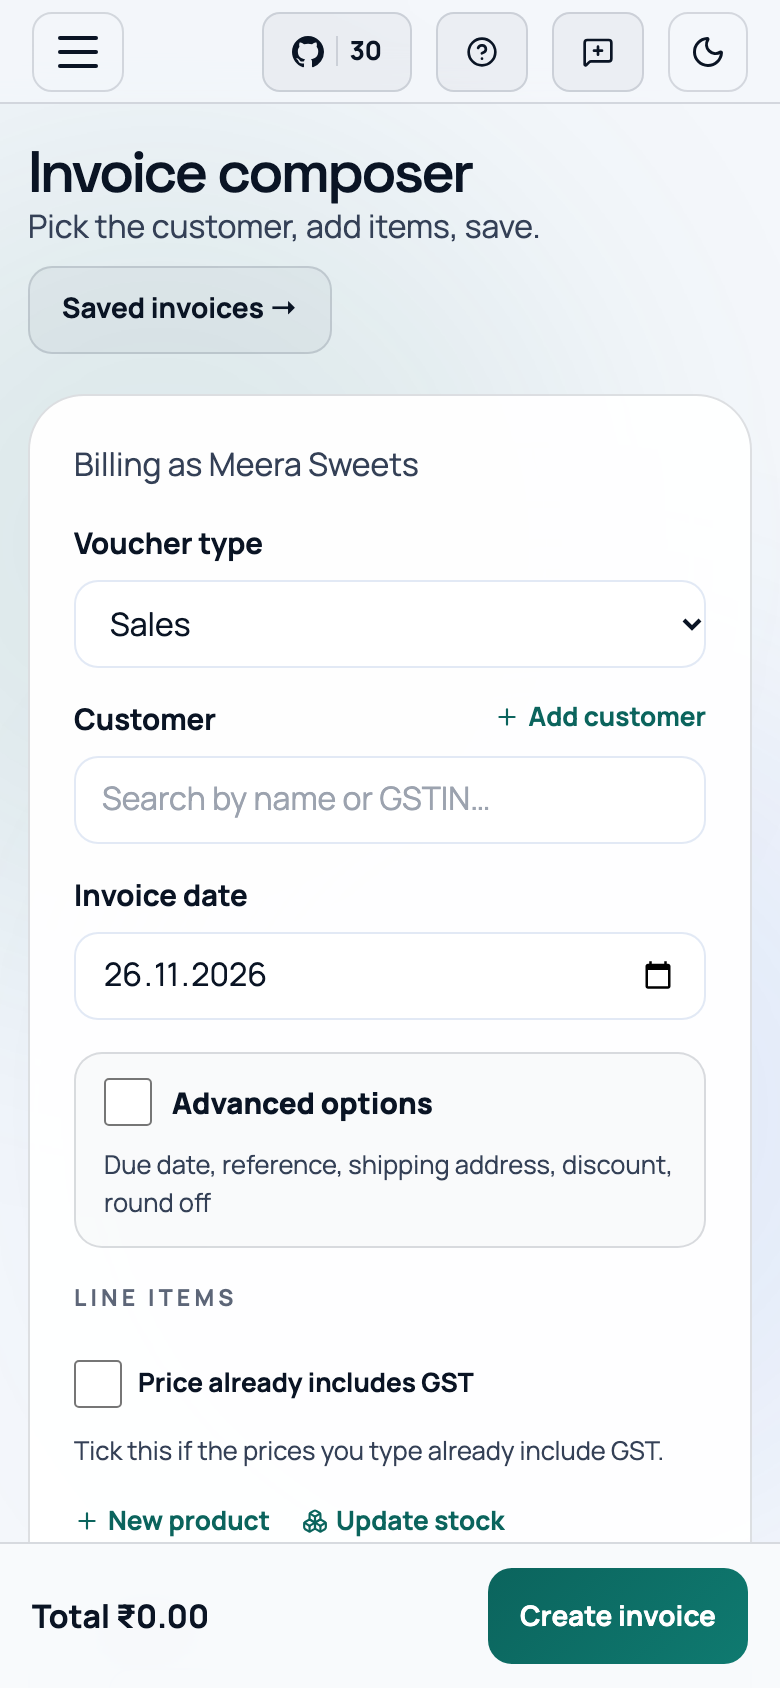 30
Invoice composer
Pick the customer, add items, save.
Saved invoices →
Billing as Meera Sweets
Voucher type
Sales
Customer
+ Add customer
Search by name or GSTIN...
Invoice date
26.11.2026
Advanced options
Due date, reference, shipping address, discount,
round off
LINE ITEMS
Price already includes GST
Tick this if the prices you type already include GST.
+ New product Update stock
Total ₹0.00
Create invoice